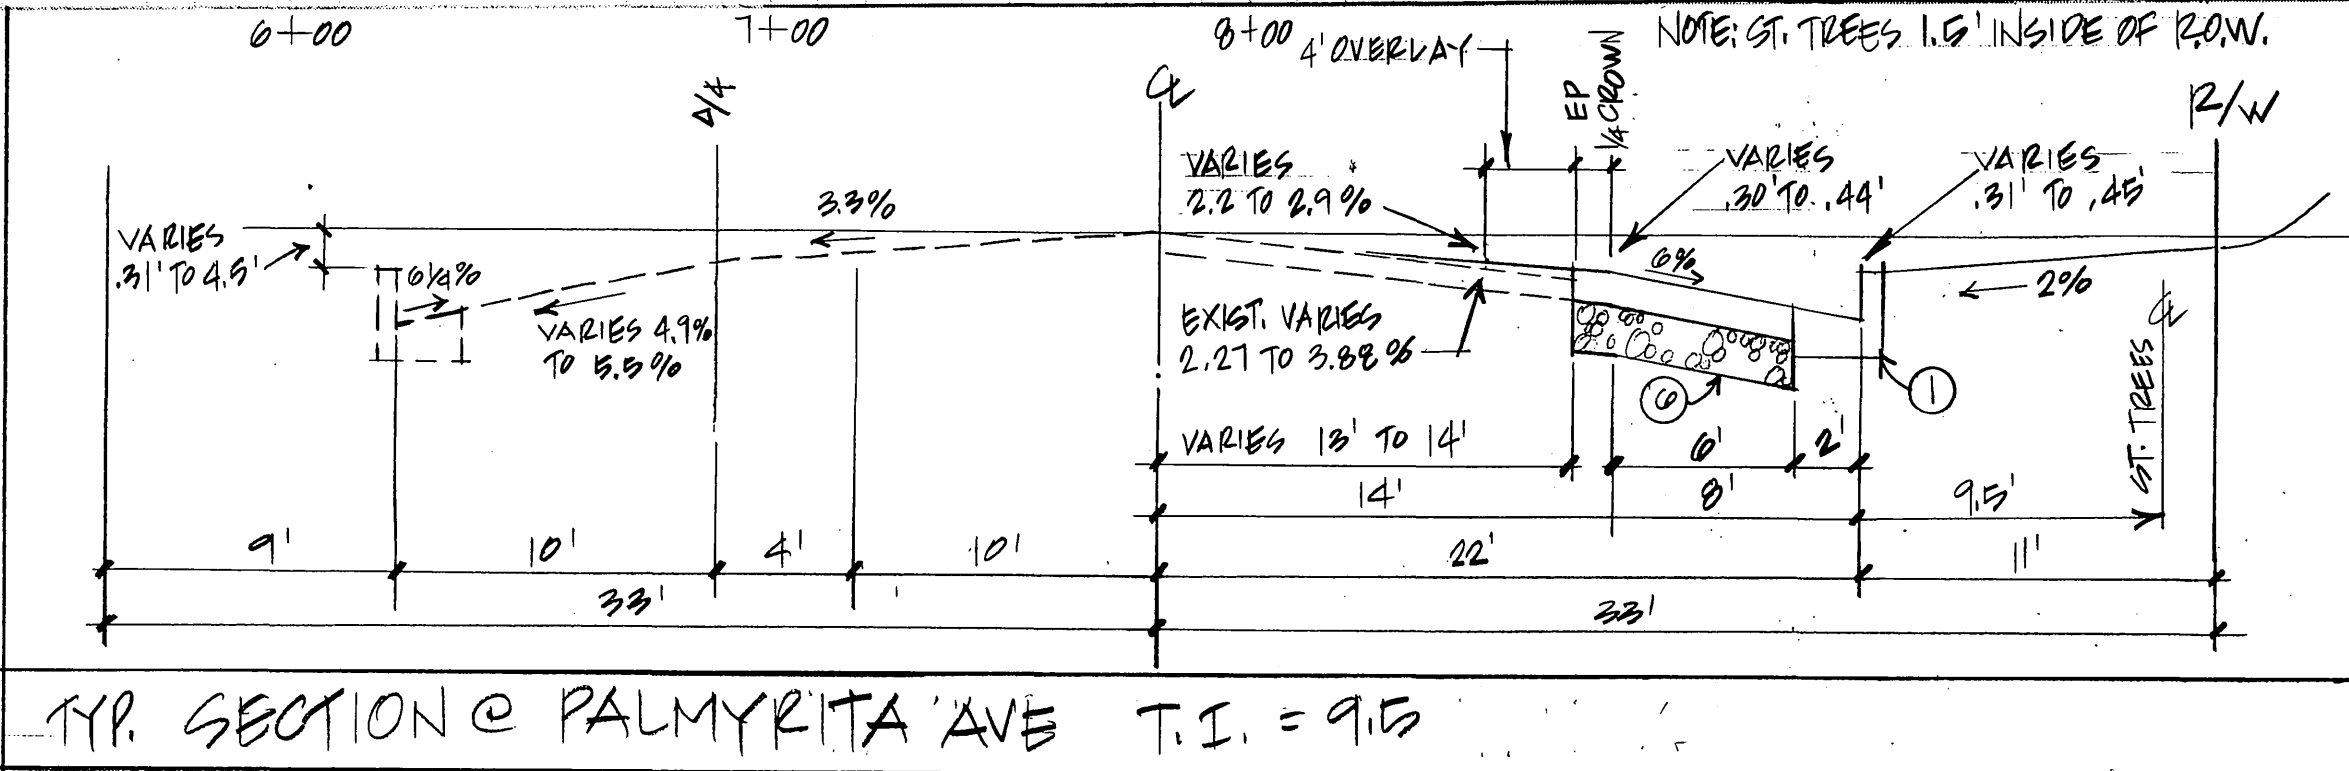 6+00
7+00
8+00
4' OVERLAY
NOTE: ST. TREES 1.5' INSIDE OF R.O.W.
EP
1/4 CROWN
℄
R/W
VARIES
.31' TO 4.5'
6 1/4%
3.3%
VARIES 4.9%
TO 5.5%
VARIES
2.2 TO 2.9%
VARIES
.30' TO .44'
VARIES
.31' TO .45'
6%
2%
EXIST. VARIES
2.27 TO 3.88%
6
1
℄
ST. TREES
VARIES 13' TO 14'
6'
2'
14'
8'
9.5'
9'
10'
4'
10'
22'
11'
33'
33'
TYP. SECTION @ PALMYRITA AVE T.I. = 9.5